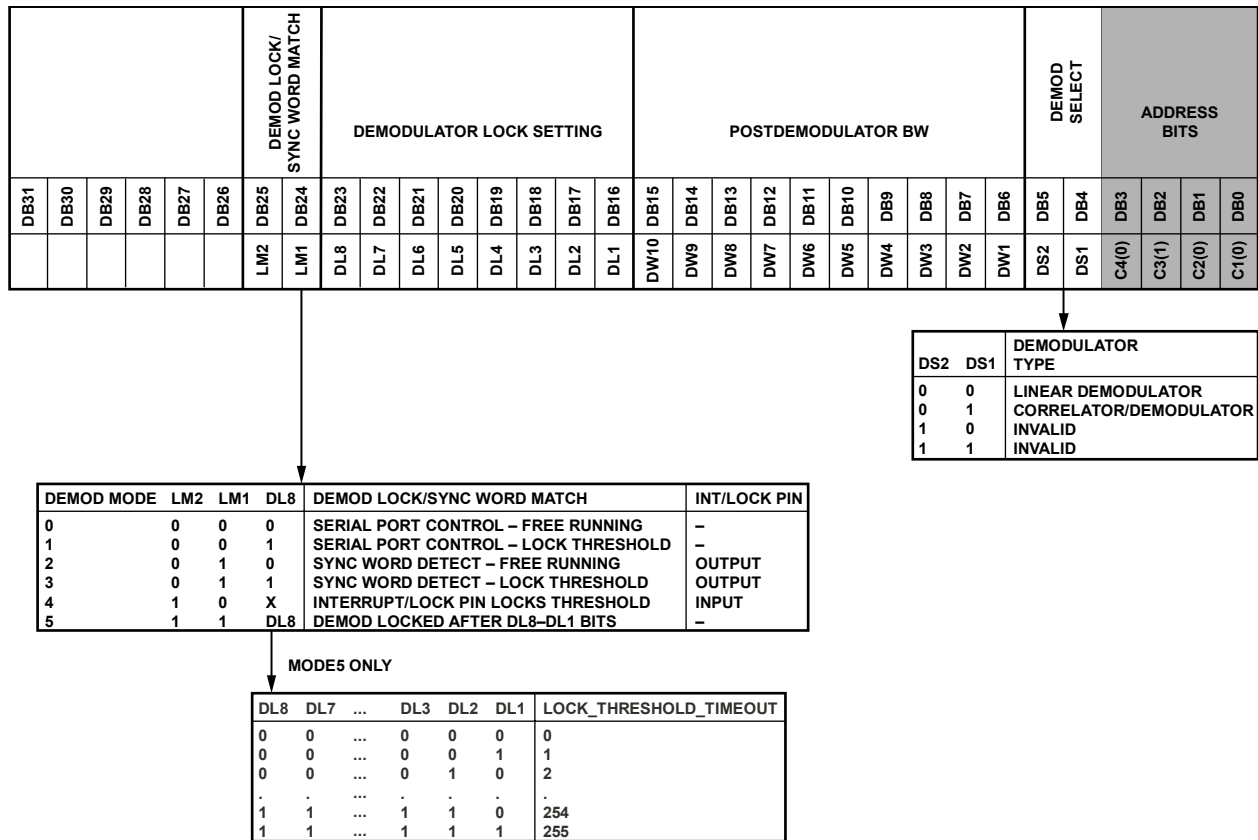 DEMOD LOCK/
SYNC WORD MATCH
DEMODULATOR LOCK SETTING
POSTDEMODULATOR BW
DEMOD
SELECT
ADDRESS
BITS
DB31 DB30 DB29 DB28 DB27 DB26 DB25 DB24 DB23 DB22 DB21 DB20 DB19 DB18 DB17 DB16 DB15 DB14 DB13 DB12 DB11 DB10 DB9 DB8 DB7 DB6 DB5 DB4 DB3 DB2 DB1 DB0
LM2 LM1 DL8 DL7 DL6 DL5 DL4 DL3 DL2 DL1 DW10 DW9 DW8 DW7 DW6 DW5 DW4 DW3 DW2 DW1 DS2 DS1 C4(0) C3(1) C2(0) C1(0)
DEMODULATOR
DS2 DS1 TYPE
0 0 LINEAR DEMODULATOR
0 1 CORRELATOR/DEMODULATOR
1 0 INVALID
1 1 INVALID
DEMOD MODE LM2 LM1 DL8 DEMOD LOCK/SYNC WORD MATCH INT/LOCK PIN
0 0 0 0 SERIAL PORT CONTROL – FREE RUNNING –
1 0 0 1 SERIAL PORT CONTROL – LOCK THRESHOLD –
2 0 1 0 SYNC WORD DETECT – FREE RUNNING OUTPUT
3 0 1 1 SYNC WORD DETECT – LOCK THRESHOLD OUTPUT
4 1 0 X INTERRUPT/LOCK PIN LOCKS THRESHOLD INPUT
5 1 1 DL8 DEMOD LOCKED AFTER DL8–DL1 BITS –
MODE5 ONLY
DL8 DL7 ... DL3 DL2 DL1 LOCK_THRESHOLD_TIMEOUT
0 0 ... 0 0 0 0
0 0 ... 0 0 1 1
0 0 ... 0 1 0 2
. . ... . . . .
1 1 ... 1 1 0 254
1 1 ... 1 1 1 255